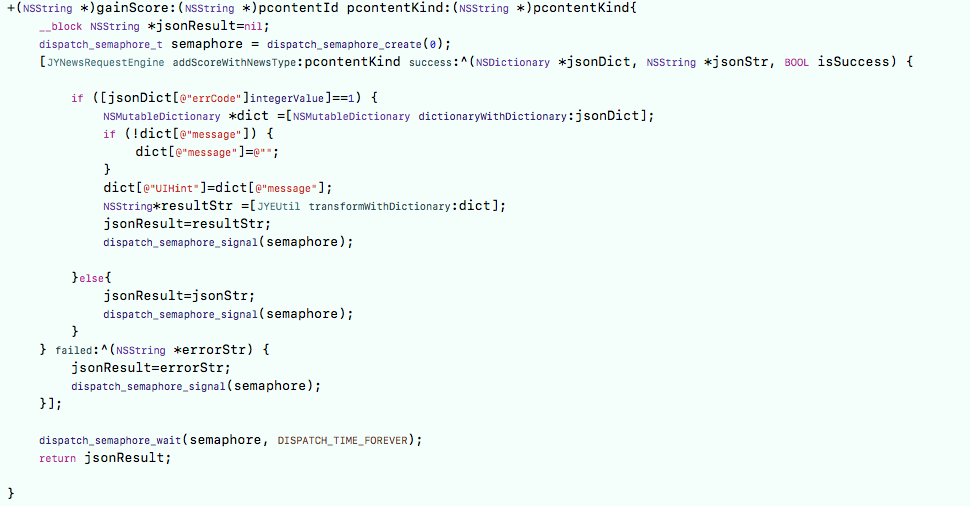 +(NSString *)gainScore:(NSString *)pcontentId pcontentKind:(NSString *)pcontentKind{
__block NSString *jsonResult=nil;
dispatch_semaphore_t semaphore = dispatch_semaphore_create(0);
[JYNewsRequestEngine addScoreWithNewsType:pcontentKind success:^(NSDictionary *jsonDict, NSString *jsonStr, BOOL isSuccess) {
if ([jsonDict[@"errCode"]integerValue]==1) {
NSMutableDictionary *dict =[NSMutableDictionary dictionaryWithDictionary:jsonDict];
if (!dict[@"message"]) {
dict[@"message"]=@"";
}
dict[@"UIHint"]=dict[@"message"];
NSString*resultStr =[JYEUtil transformWithDictionary:dict];
jsonResult=resultStr;
dispatch_semaphore_signal(semaphore);
}else{
jsonResult=jsonStr;
dispatch_semaphore_signal(semaphore);
}
} failed:^(NSString *errorStr) {
jsonResult=errorStr;
dispatch_semaphore_signal(semaphore);
}];
dispatch_semaphore_wait(semaphore, DISPATCH_TIME_FOREVER);
return jsonResult;
}